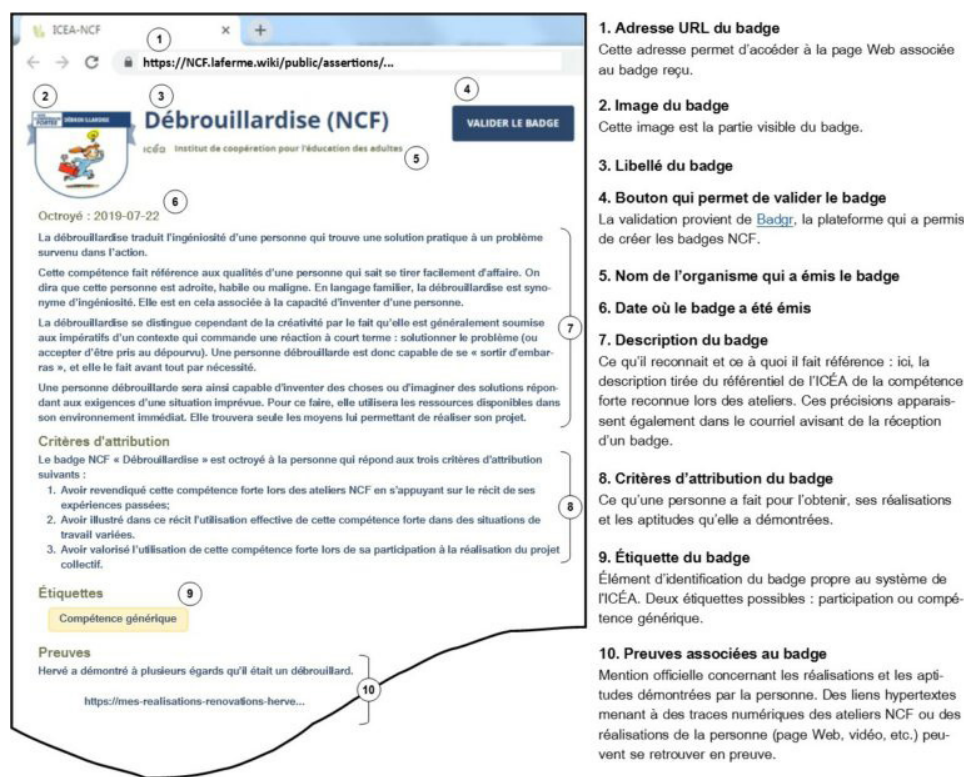 ICEA-NCF
1
https://NCF.laferme.wiki/public/assertions/...
2
3
4
DÉBROUILLARDISE
FORTES
Débrouillardise (NCF)
VALIDER LE BADGE
icéa Institut de coopération pour l'éducation des adultes
5
6
Octroyé : 2019-07-22
La débrouillardise traduit l'ingéniosité d'une personne qui trouve une solution pratique à un problème
survenu dans l'action.
Cette compétence fait référence aux qualités d'une personne qui sait se tirer facilement d'affaire. On
dira que cette personne est adroite, habile ou maligne. En langage familier, la débrouillardise est syno-
nyme d'ingéniosité. Elle est en cela associée à la capacité d'inventer d'une personne.
La débrouillardise se distingue cependant de la créativité par le fait qu'elle est généralement soumise
aux impératifs d'un contexte qui commande une réaction à court terme : solutionner le problème (ou
accepter d'être pris au dépourvu). Une personne débrouillarde est donc capable de se « sortir d'embar-
ras », et elle le fait avant tout par nécessité.
Une personne débrouillarde sera ainsi capable d'inventer des choses ou d'imaginer des solutions répon-
dant aux exigences d'une situation imprévue. Pour ce faire, elle utilisera les ressources disponibles dans
son environnement immédiat. Elle trouvera seule les moyens lui permettant de réaliser son projet.
7
Critères d'attribution
Le badge NCF « Débrouillardise » est octroyé à la personne qui répond aux trois critères d'attribution
suivants :
1. Avoir revendiqué cette compétence forte lors des ateliers NCF en s'appuyant sur le récit de ses
expériences passées;
2. Avoir illustré dans ce récit l'utilisation effective de cette compétence forte dans des situations de
travail variées.
3. Avoir valorisé l'utilisation de cette compétence forte lors de sa participation à la réalisation du projet
collectif.
8
Étiquettes
9
Compétence générique
Preuves
Hervé a démontré à plusieurs égards qu'il était un débrouillard.
https://mes-realisations-renovations-herve...
10
1. Adresse URL du badge
Cette adresse permet d'accéder à la page Web associée
au badge reçu.
2. Image du badge
Cette image est la partie visible du badge.
3. Libellé du badge
4. Bouton qui permet de valider le badge
La validation provient de Badgr, la plateforme qui a permis
de créer les badges NCF.
5. Nom de l'organisme qui a émis le badge
6. Date où le badge a été émis
7. Description du badge
Ce qu'il reconnait et ce à quoi il fait référence : ici, la
description tirée du référentiel de l'ICÉA de la compétence
forte reconnue lors des ateliers. Ces précisions apparais-
sent également dans le courriel avisant de la réception
d'un badge.
8. Critères d'attribution du badge
Ce qu'une personne a fait pour l'obtenir, ses réalisations
et les aptitudes qu'elle a démontrées.
9. Étiquette du badge
Élément d'identification du badge propre au système de
l'ICÉA. Deux étiquettes possibles : participation ou compé-
tence générique.
10. Preuves associées au badge
Mention officielle concernant les réalisations et les apti-
tudes démontrées par la personne. Des liens hypertextes
menant à des traces numériques des ateliers NCF ou des
réalisations de la personne (page Web, vidéo, etc.) peu-
vent se retrouver en preuve.